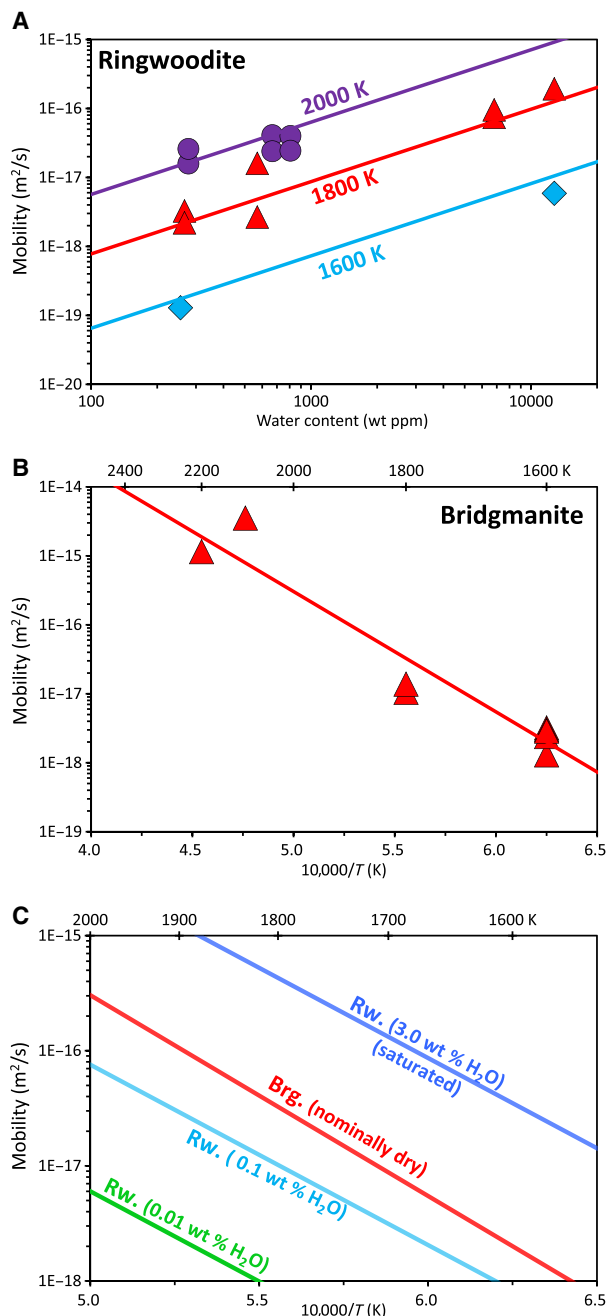 A
Ringwoodite
1E−15
1E−16
1E−17
1E−18
1E−19
1E−20
Mobility (m²/s)
2000 K
1800 K
1600 K
100
1000
10000
Water content (wt ppm)
B
2400
2200
2000
1800
1600 K
Bridgmanite
1E−14
1E−15
1E−16
1E−17
1E−18
1E−19
Mobility (m²/s)
4.0
4.5
5.0
5.5
6.0
6.5
10,000/T (K)
C
2000
1900
1800
1700
1600 K
1E−15
1E−16
1E−17
1E−18
Mobility (m²/s)
Rw. (3.0 wt % H₂O)
(saturated)
Brg. (nominally dry)
Rw. ( 0.1 wt % H₂O)
Rw. (0.01 wt % H₂O)
5.0
5.5
6.0
6.5
10,000/T (K)